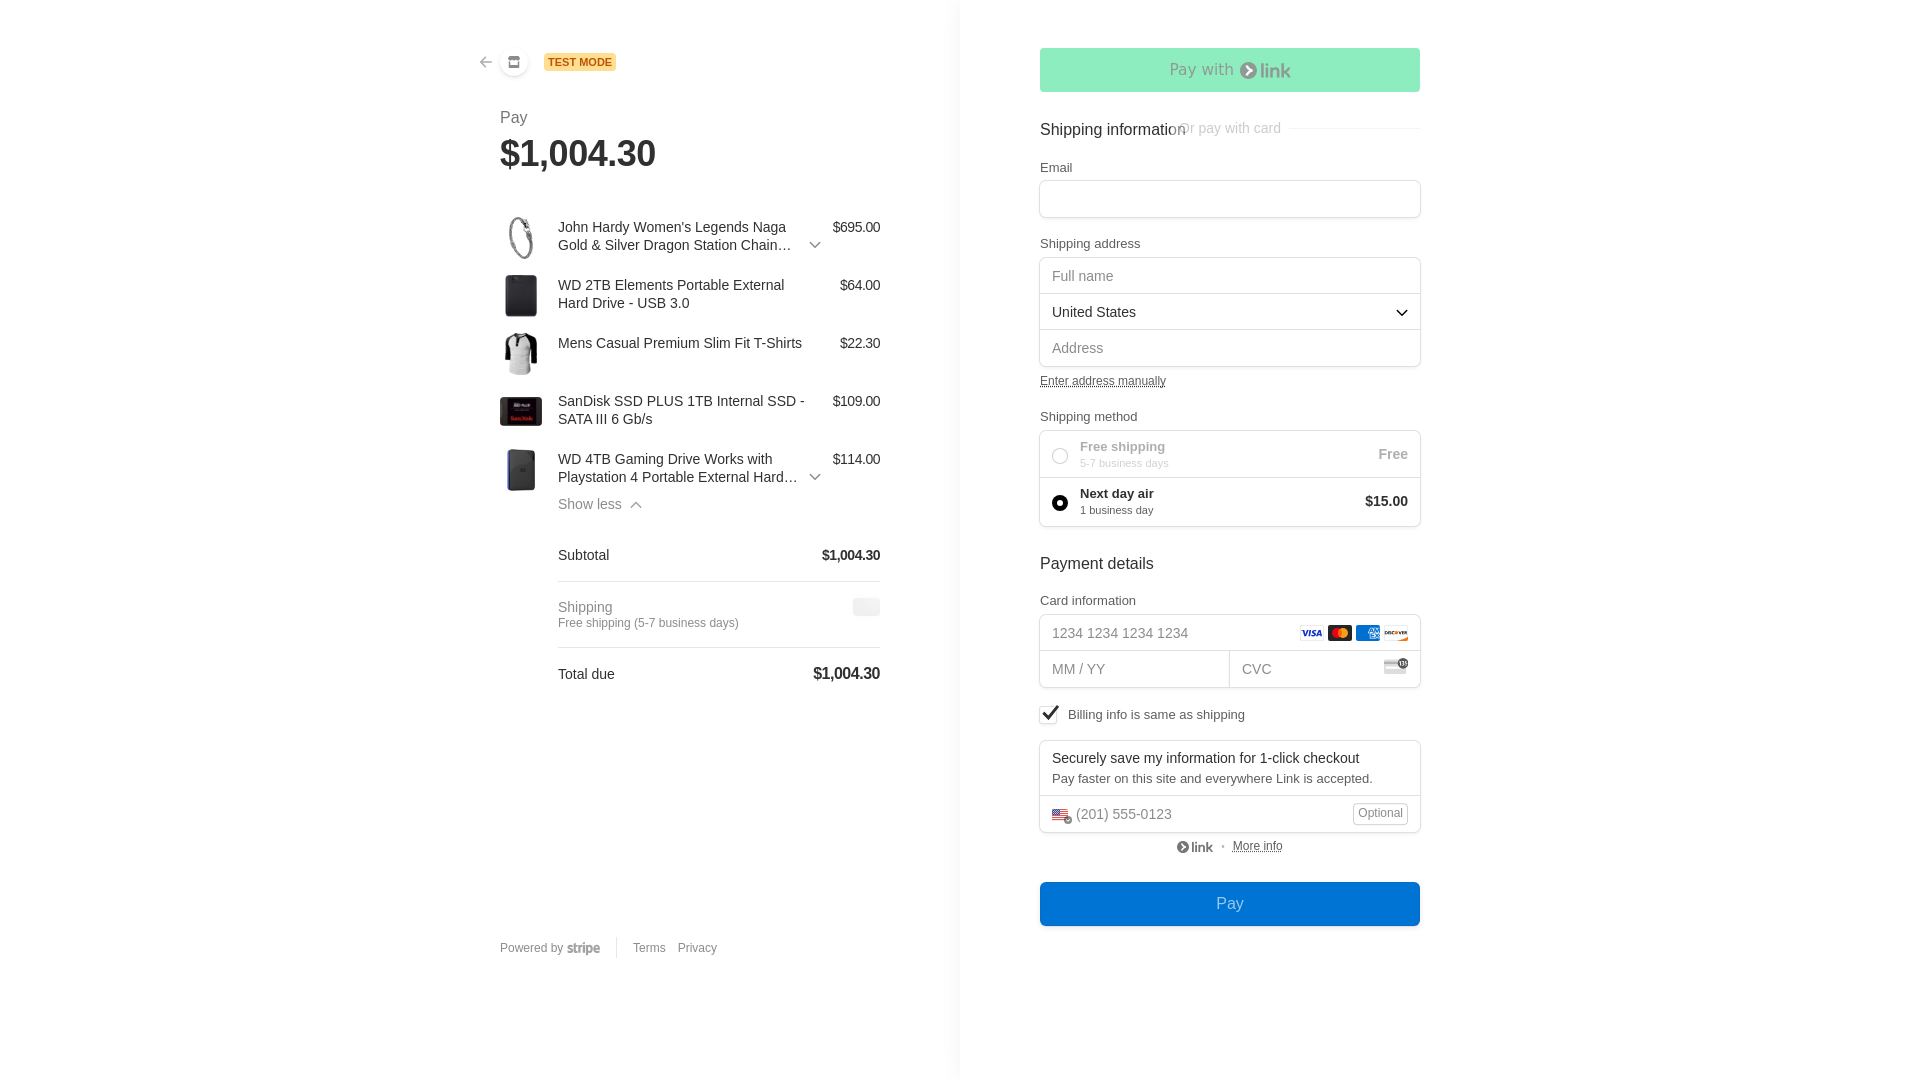 TEST MODE
Pay
$1,004.30
John Hardy Women's Legends Naga
Gold & Silver Dragon Station Chain…
$695.00
WD 2TB Elements Portable External
Hard Drive - USB 3.0
$64.00
Mens Casual Premium Slim Fit T-Shirts
$22.30
SanDisk SSD PLUS 1TB Internal SSD -
SATA III 6 Gb/s
$109.00
WD 4TB Gaming Drive Works with
Playstation 4 Portable External Hard…
$114.00
Show less
Subtotal
$1,004.30
Shipping
Free shipping (5-7 business days)
Total due
$1,004.30
Powered by stripe
Terms
Privacy
Pay with link
Shipping information
Or pay with card
Email
Shipping address
Full name
United States
Address
Enter address manually
Shipping method
Free shipping
5-7 business days
Free
Next day air
1 business day
$15.00
Payment details
Card information
1234 1234 1234 1234
VISA
AMEX
DISCOVER
MM / YY
CVC
135
Billing info is same as shipping
Securely save my information for 1-click checkout
Pay faster on this site and everywhere Link is accepted.
(201) 555-0123
Optional
link
•
More info
Pay